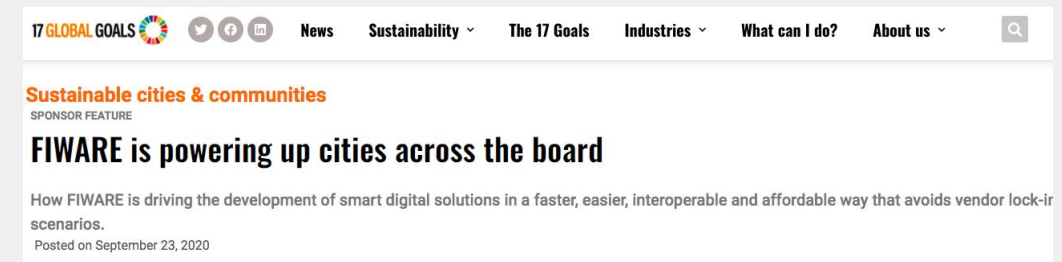 17 GLOBAL GOALS News Sustainability The 17 Goals Industries What can I do? About us
Sustainable cities & communities
SPONSOR FEATURE
FIWARE is powering up cities across the board
How FIWARE is driving the development of smart digital solutions in a faster, easier, interoperable and affordable way that avoids vendor
scenarios.
Posted on September 23, 2020